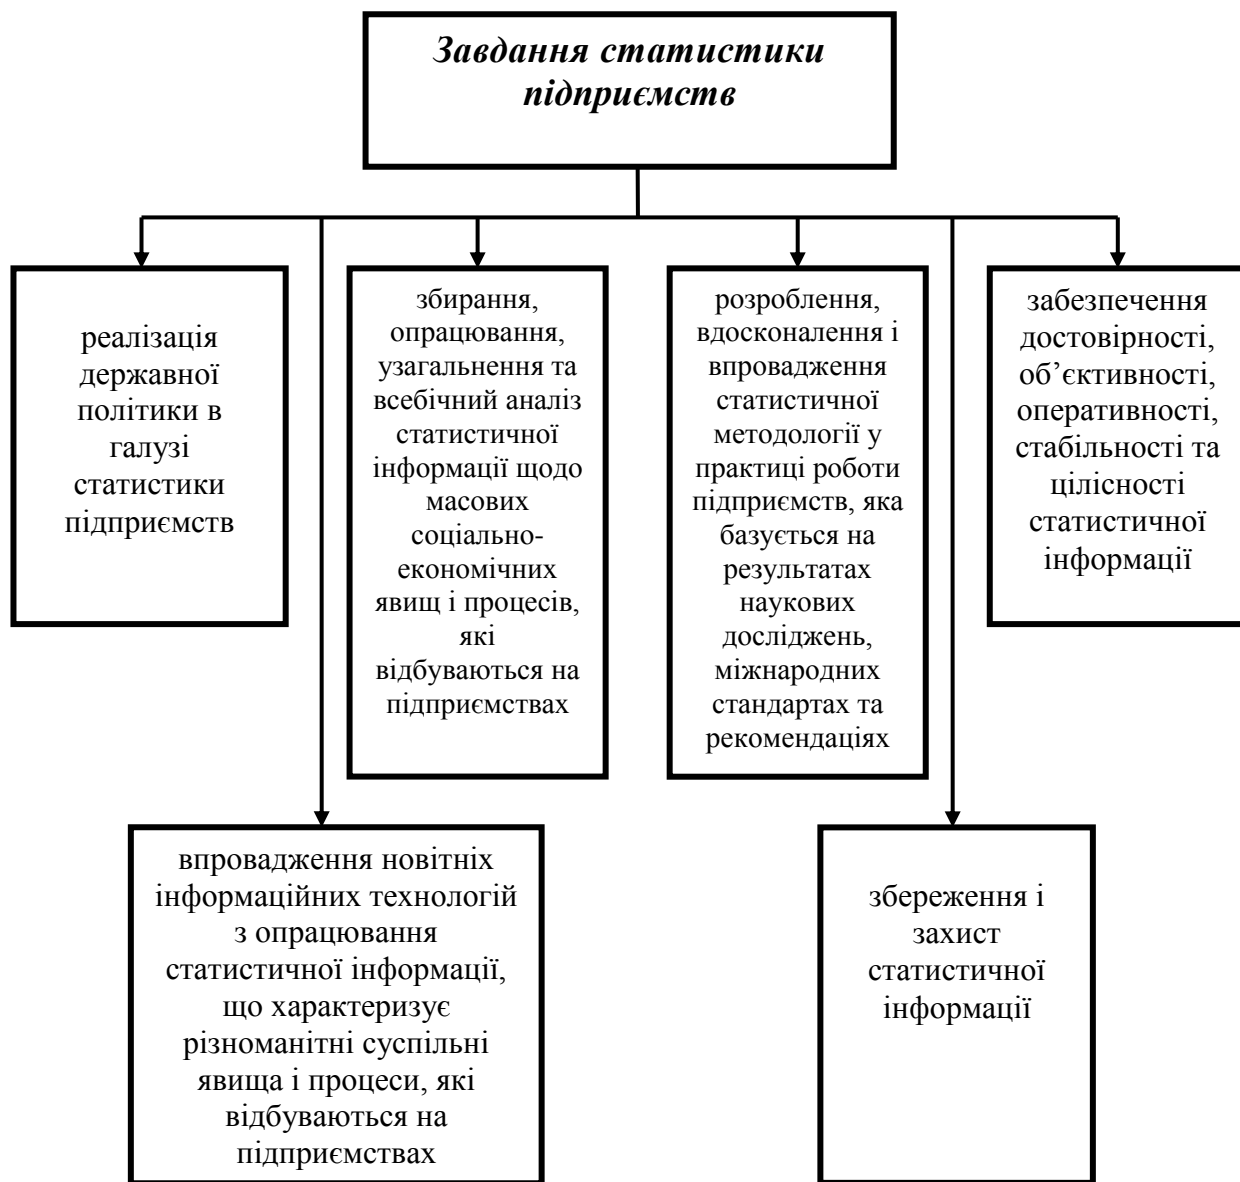 Завдання статистики
підприємств
реалізація
державної
політики в
галузі
статистики
підприємств
збирання,
опрацювання,
узагальнення та
всебічний аналіз
статистичної
інформації щодо
масових
соціально-
економічних
явищ і процесів,
які
відбуваються на
підприємствах
розроблення,
вдосконалення і
впровадження
статистичної
методології у
практиці роботи
підприємств, яка
базується на
результатах
наукових
досліджень,
міжнародних
стандартах та
рекомендаціях
забезпечення
достовірності,
об’єктивності,
оперативності,
стабільності та
цілісності
статистичної
інформації
впровадження новітніх
інформаційних технологій
з опрацювання
статистичної інформації,
що характеризує
різноманітні суспільні
явища і процеси, які
відбуваються на
підприємствах
збереження і
захист
статистичної
інформації